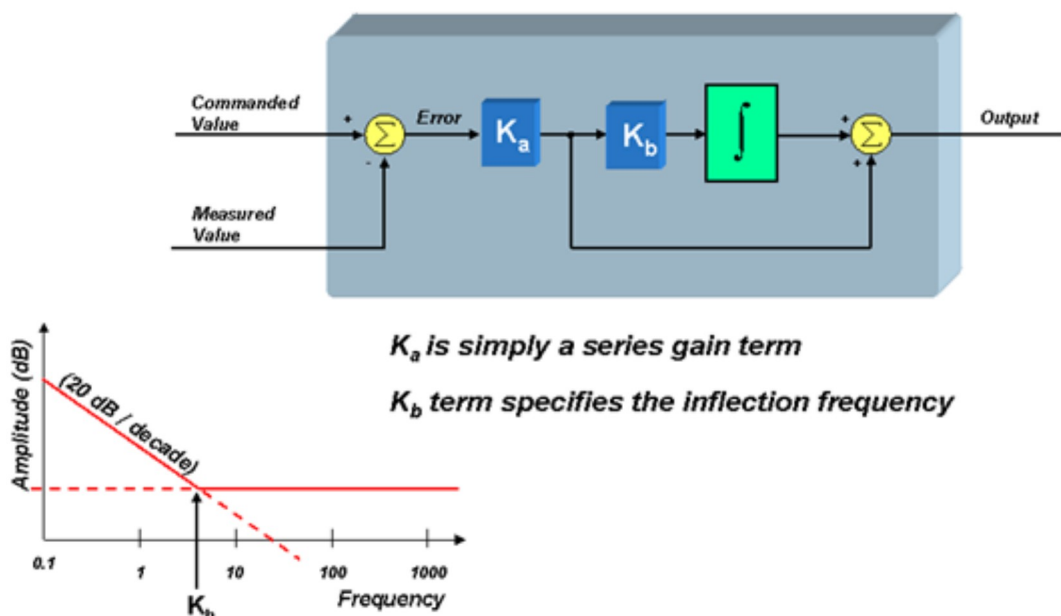 Commanded
Value
+
Σ
-
Error
Ka
Kb
∫
+
Σ
+
Output
Measured
Value
Ka is simply a series gain term
Kb term specifies the inflection frequency
Amplitude (dB)
(20 dB / decade)
0.1
1
10
100
1000
Kb
Frequency